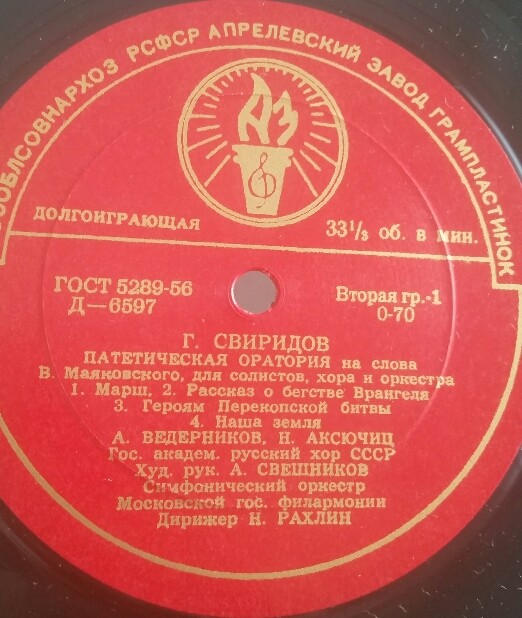 РСФСР АПРЕЛЕВСКИЙ ЗАВОД ГРАМПЛАСТИНОК
АЗ
ДОЛГОИГРАЮЩАЯ
33⅓ об. в мин.
ГОСТ 5289-56
Д—6597
Вторая гр.-1
0-70
Г. СВИРИДОВ
ПАТЕТИЧЕСКАЯ ОРАТОРИЯ на слова
В. Маяковского, для солистов, хора и оркестра
1. Марш, 2. Рассказ о бегстве Врангеля
3. Героям Перекопской битвы
4. Наша земля
А. ВЕДЕРНИКОВ, Н. АКСЮЧИЦ
Гос. академ. русский хор СССР
Худ. рук. А. СВЕШНИКОВ
Симфонический оркестр
Московской гос. филармонии
Дирижер Н. РАХЛИН